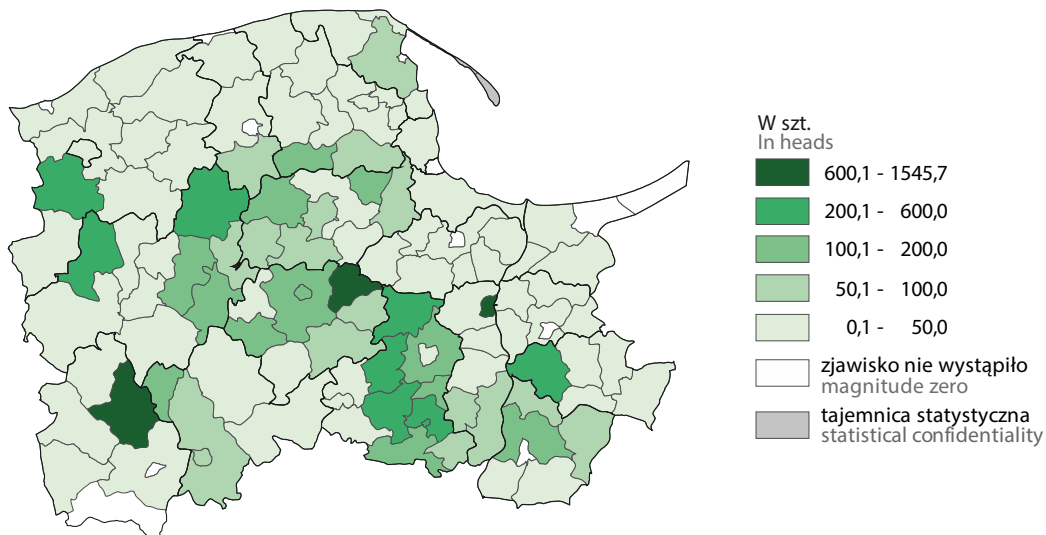 W szt.
In heads
600,1 - 1545,7
200,1 - 600,0
100,1 - 200,0
50,1 - 100,0
0,1 - 50,0
zjawisko nie wystąpiło
magnitude zero
tajemnica statystyczna
statistical confidentiality